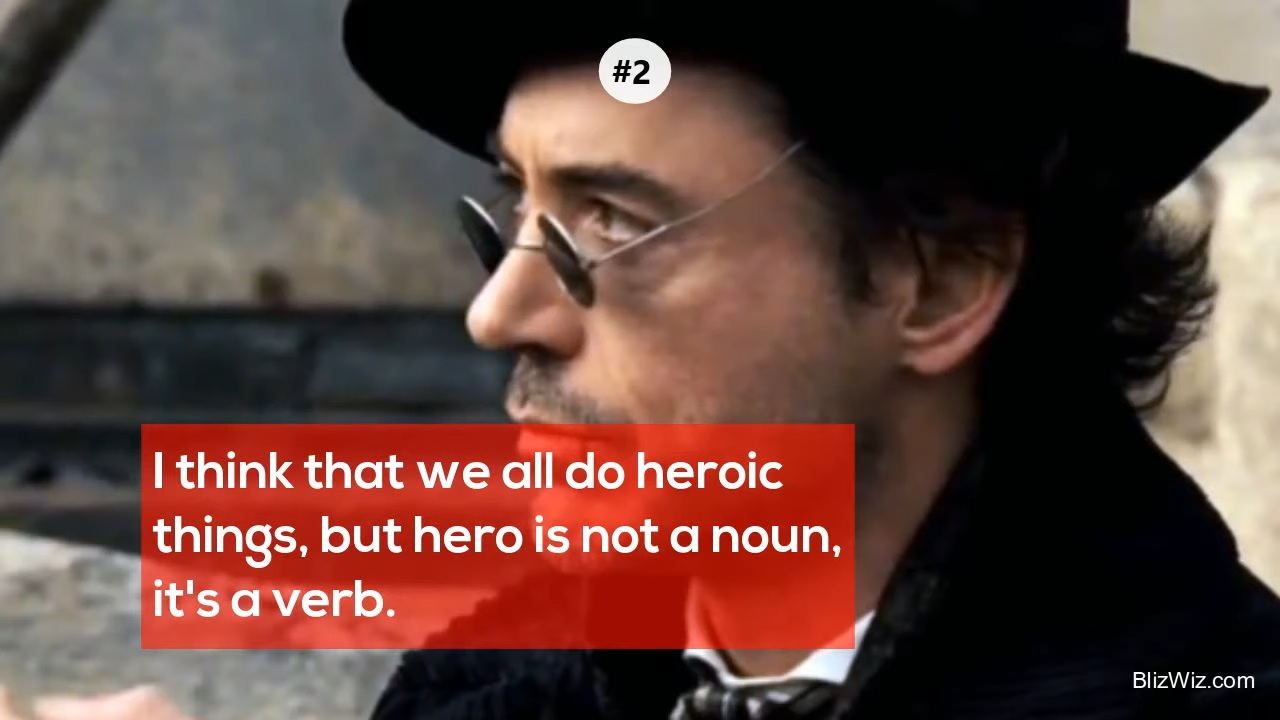 #2
I think that we all do heroic
things, but hero is not a noun,
it's a verb.
BlizWiz.com